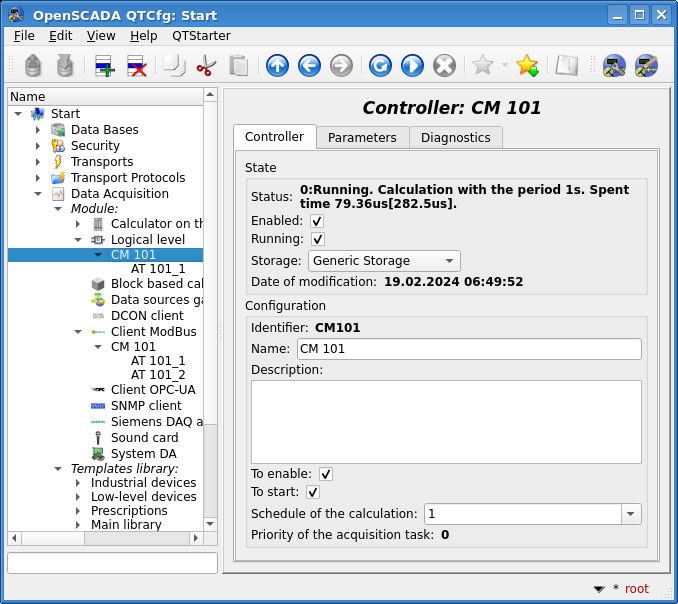 OpenSCADA QTCfg: Start
File Edit View Help QTStarter
Name
Start
Data Bases
Security
Transports
Transport Protocols
Data Acquisition
Module:
Calculator on th
Logical level
CM 101
AT 101_1
Block based cal
Data sources ga
DCON client
Client ModBus
CM 101
AT 101_1
AT 101_2
Client OPC-UA
SNMP client
Siemens DAQ a
Sound card
System DA
Templates library:
Industrial devices
Low-level devices
Prescriptions
Main library
Controller: CM 101
Controller Parameters Diagnostics
State
Status: 0:Running. Calculation with the period 1s. Spent
time 79.36us[282.5us].
Enabled:
Running:
Storage: Generic Storage
Date of modification: 19.02.2024 06:49:52
Configuration
Identifier: CM101
Name: CM 101
Description:
To enable:
To start:
Schedule of the calculation: 1
Priority of the acquisition task: 0
* root